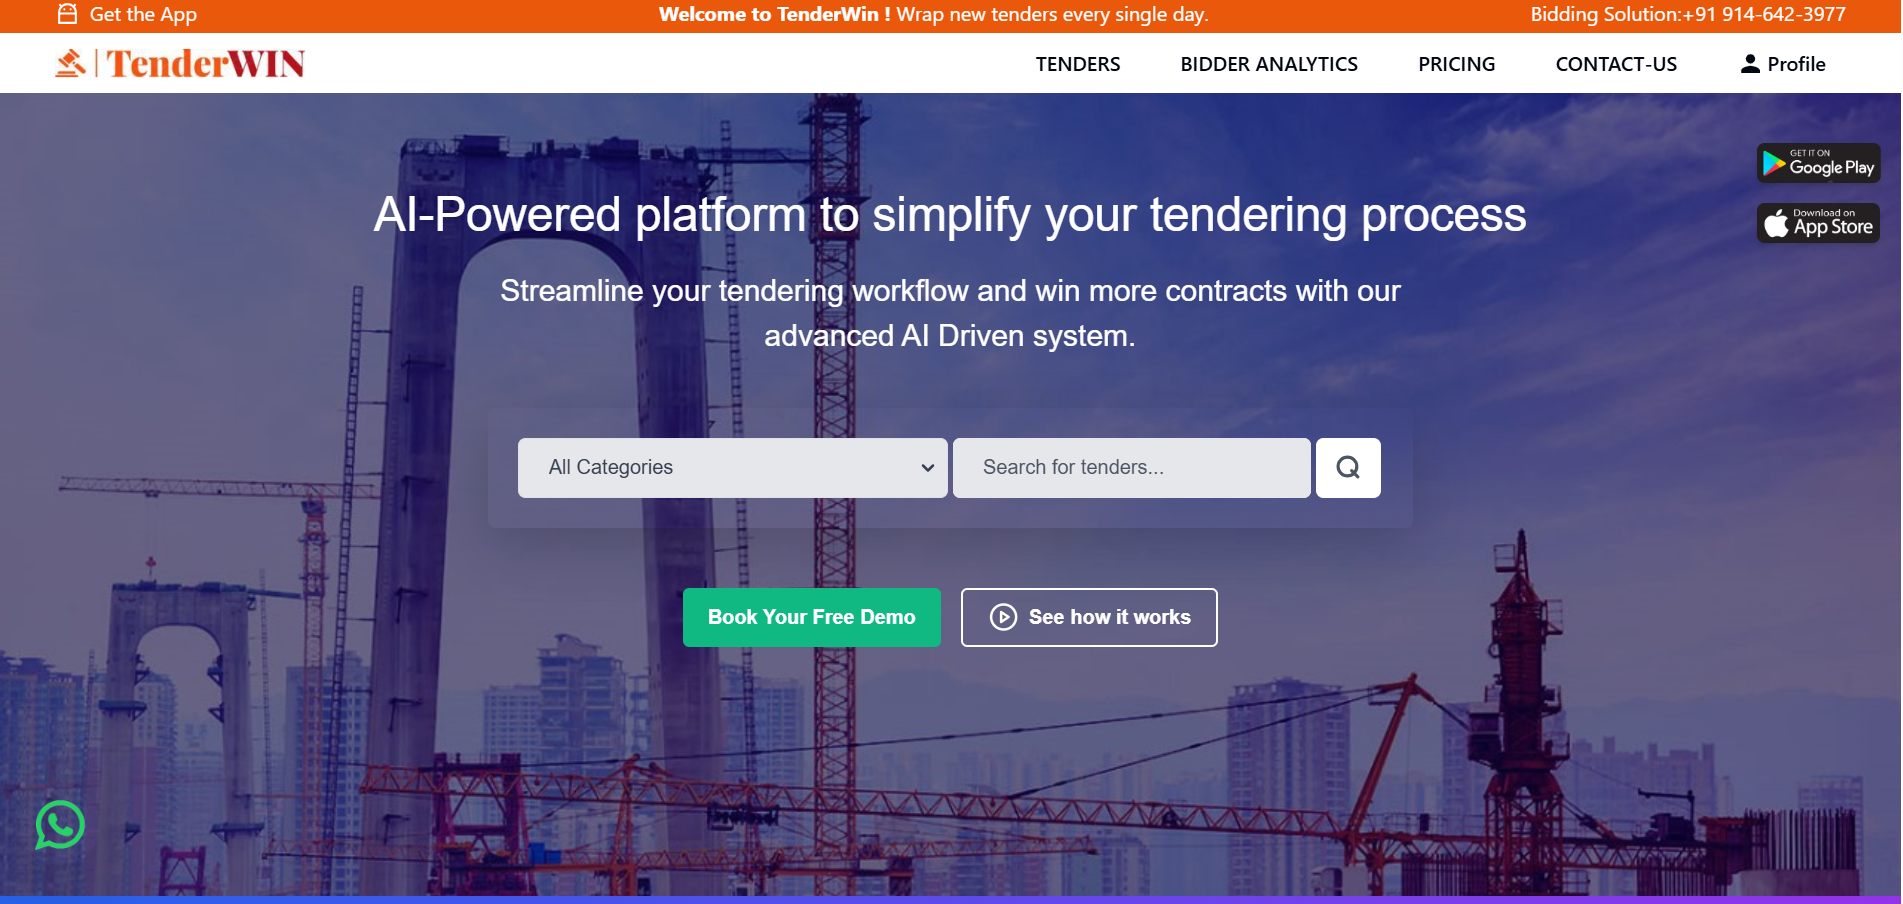 Get the App
Welcome to TenderWin ! Wrap new tenders every single day.
Bidding Solution:+91 914-642-3977
TenderWIN
TENDERS
BIDDER ANALYTICS
PRICING
CONTACT-US
Profile
GET IT ON
Google Play
Download on
App Store
AI-Powered platform to simplify your tendering process
Streamline your tendering workflow and win more contracts with our
advanced AI Driven system.
All Categories
Search for tenders...
Book Your Free Demo
See how it works